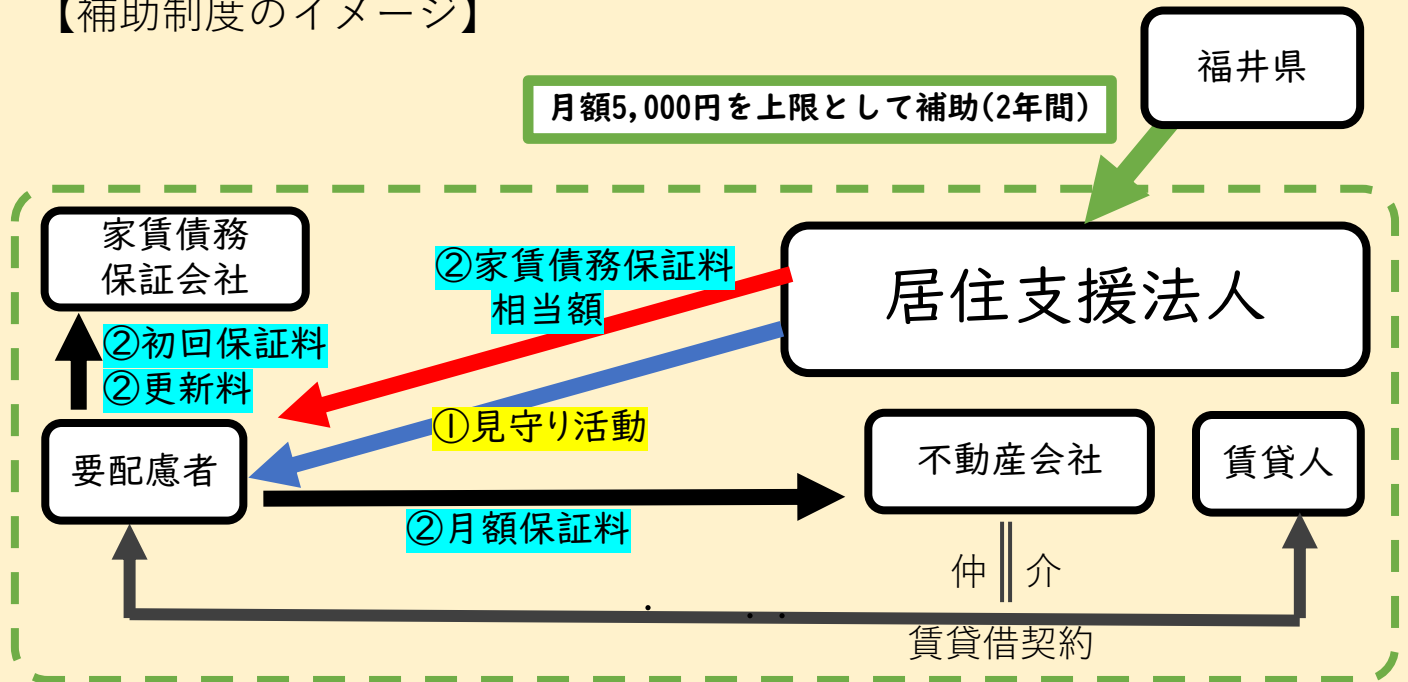 【補助制度のイメージ】
福井県
月額5,000円を上限として補助(2年間)
家賃債務
保証会社
②家賃債務保証料
相当額
居住支援法人
②初回保証料
②更新料
①見守り活動
要配慮者
不動産会社
賃貸人
②月額保証料
仲介
賃貸借契約